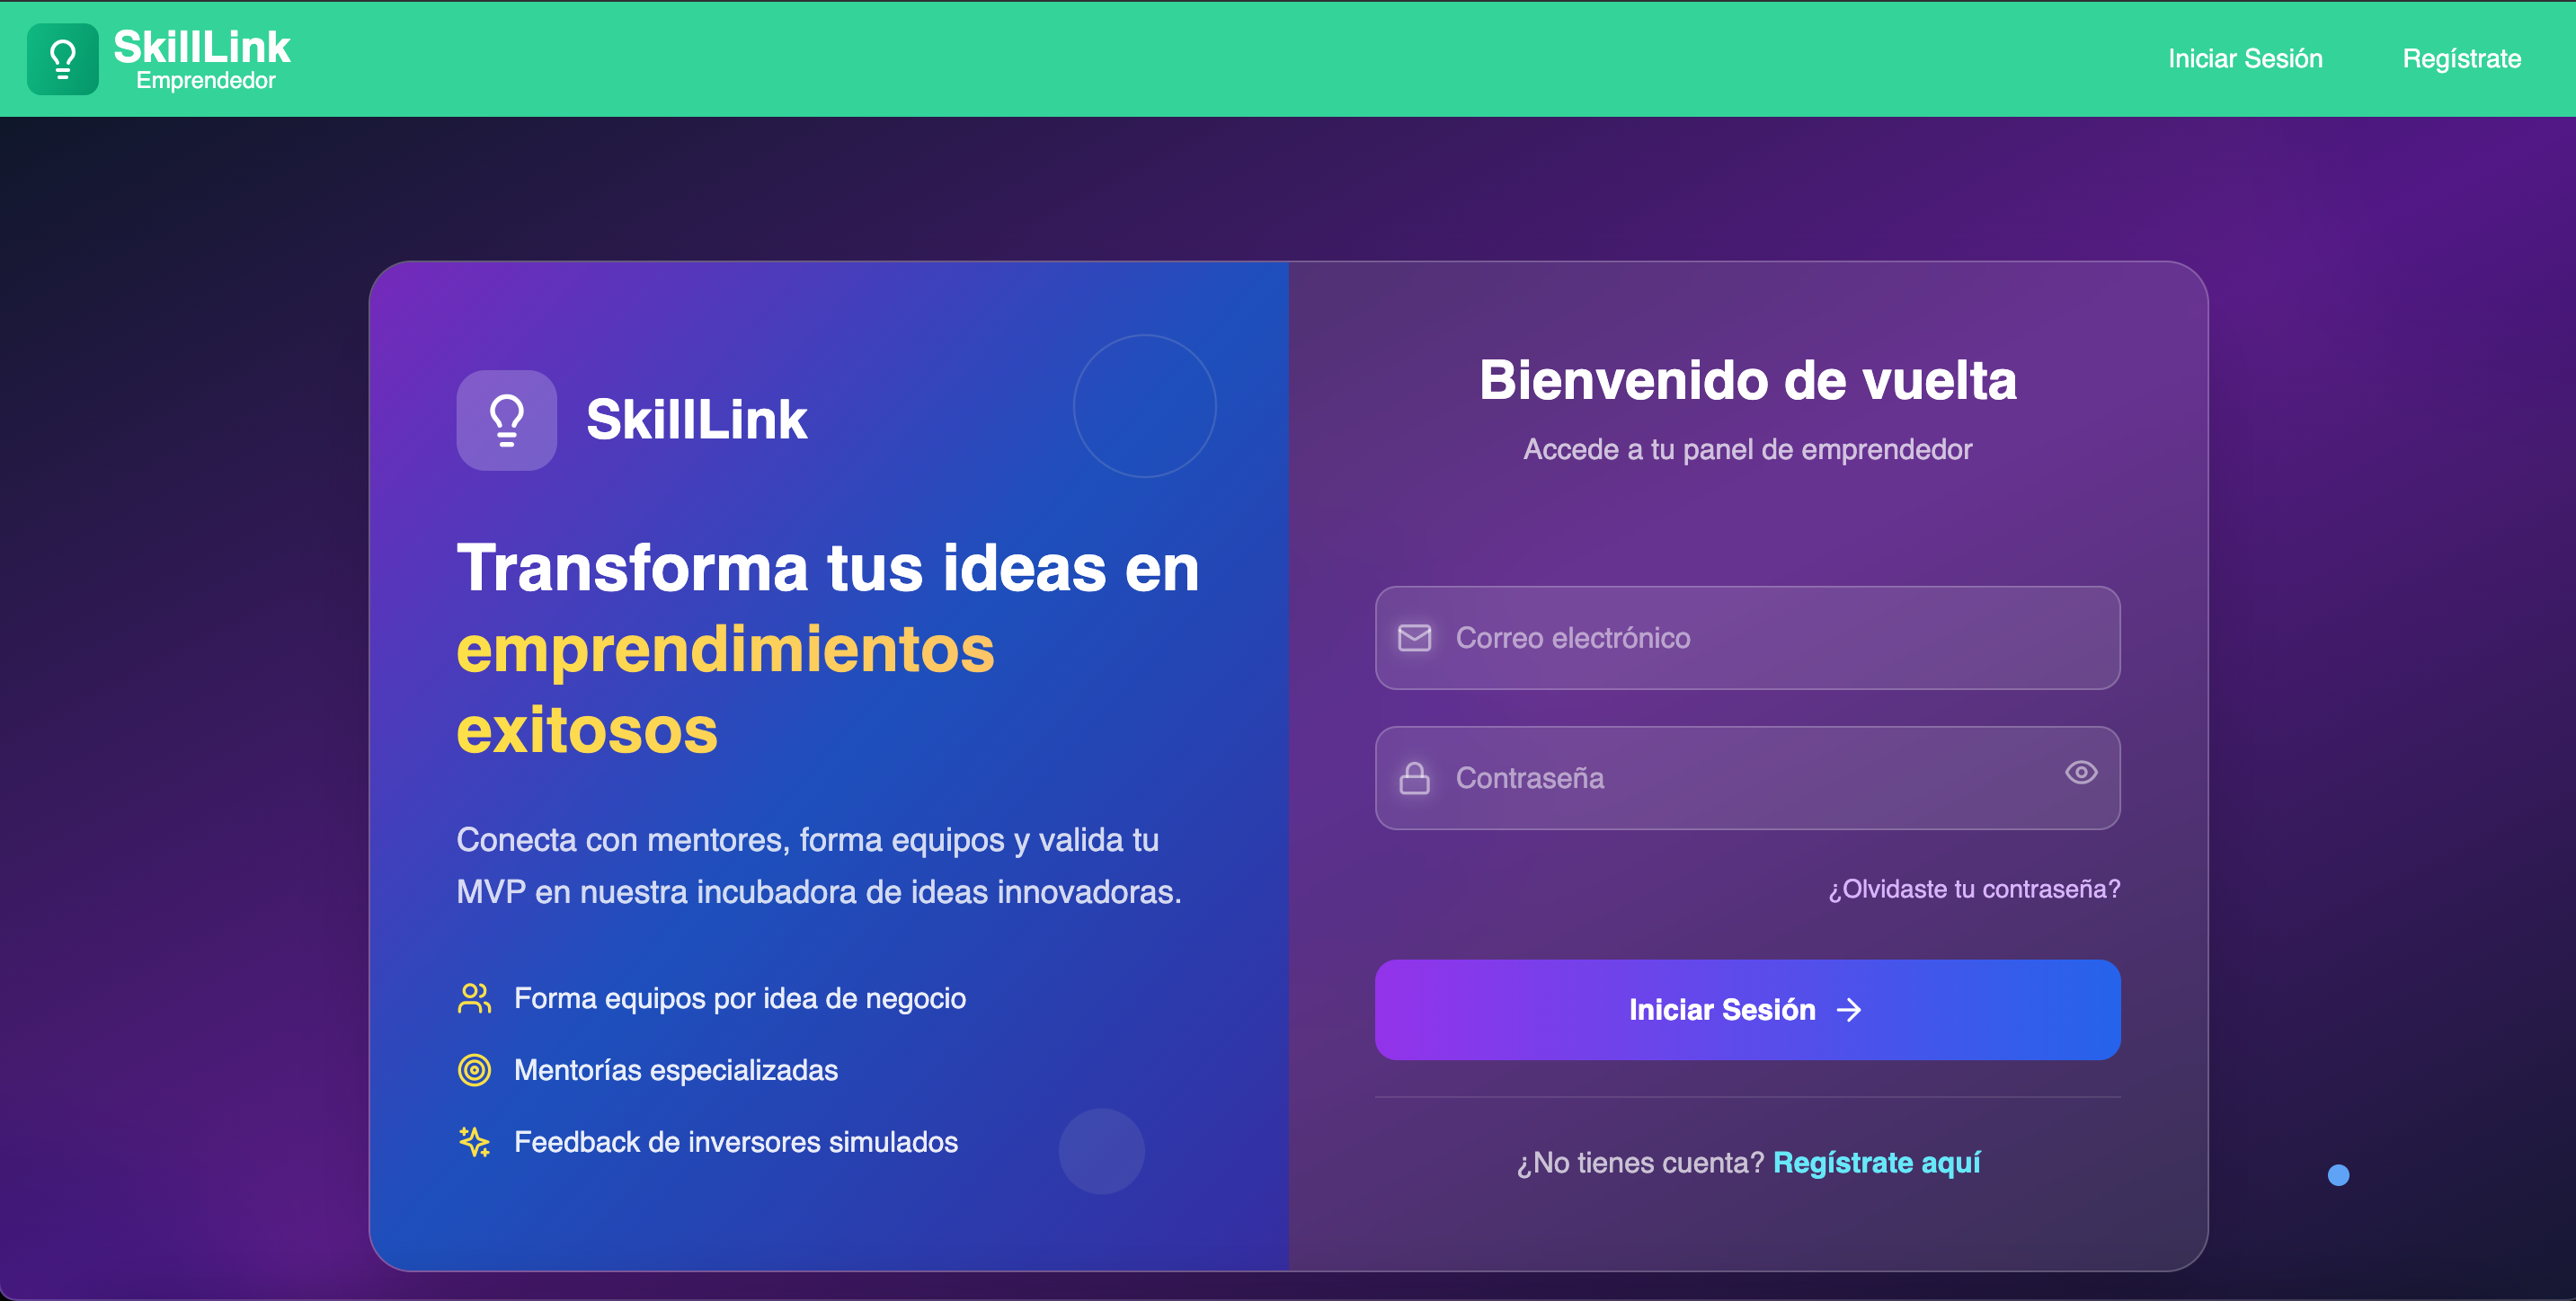 SkillLink
Emprendedor
Iniciar Sesión
Regístrate
SkillLink
Transforma tus ideas en
emprendimientos
exitosos
Conecta con mentores, forma equipos y valida tu
MVP en nuestra incubadora de ideas innovadoras.
Forma equipos por idea de negocio
Mentorías especializadas
Feedback de inversores simulados
Bienvenido de vuelta
Accede a tu panel de emprendedor
Correo electrónico
Contraseña
¿Olvidaste tu contraseña?
Iniciar Sesión
¿No tienes cuenta? Regístrate aquí